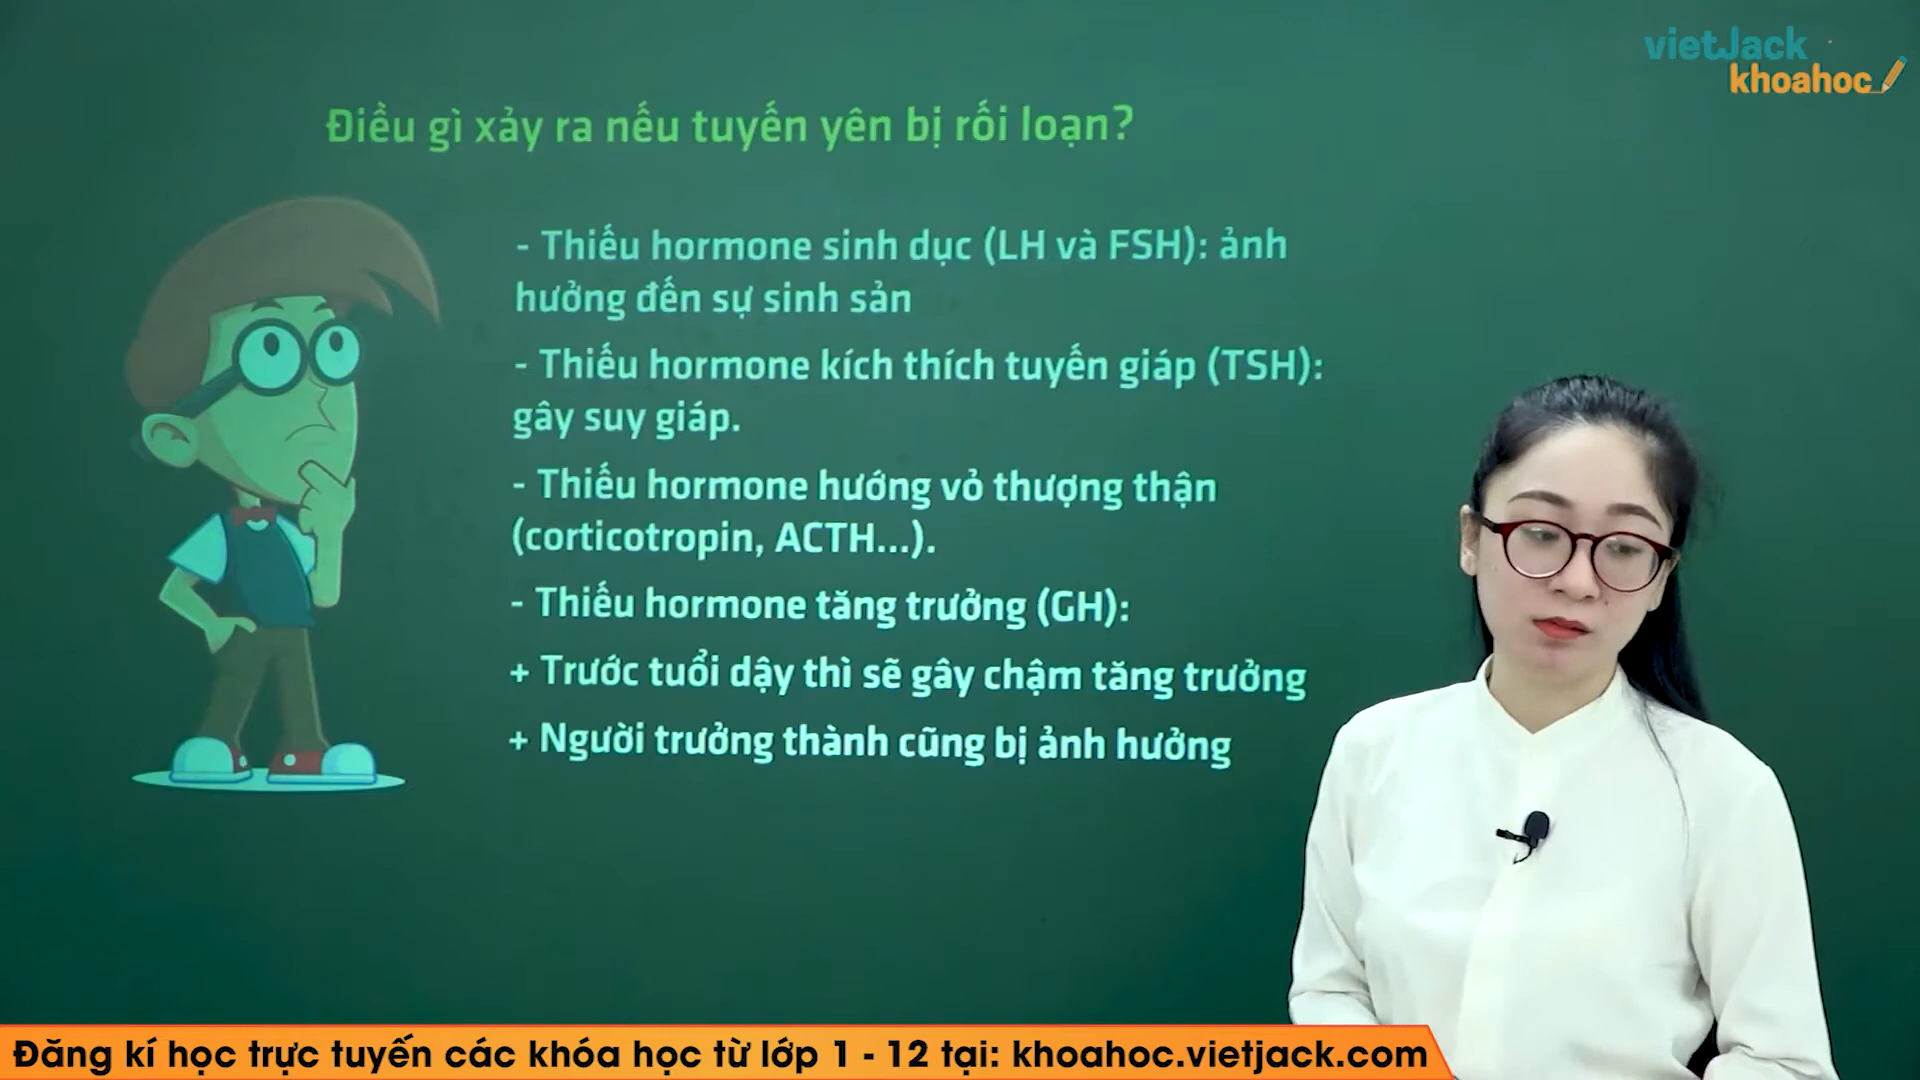 vietJack
khoahoc
Điều gì xảy ra nếu tuyến yên bị rối loạn?
- Thiếu hormone sinh dục (LH và FSH): ảnh
hưởng đến sự sinh sản
- Thiếu hormone kích thích tuyến giáp (TSH):
gây suy giáp.
- Thiếu hormone hướng vỏ thượng thận
(corticotropin, ACTH...).
- Thiếu hormone tăng trưởng (GH):
+ Trước tuổi dậy thì sẽ gây chậm tăng trưởng
+ Người trưởng thành cũng bị ảnh hưởng
Đăng kí học trực tuyến các khóa học từ lớp 1 - 12 tại: khoahoc.vietjack.com